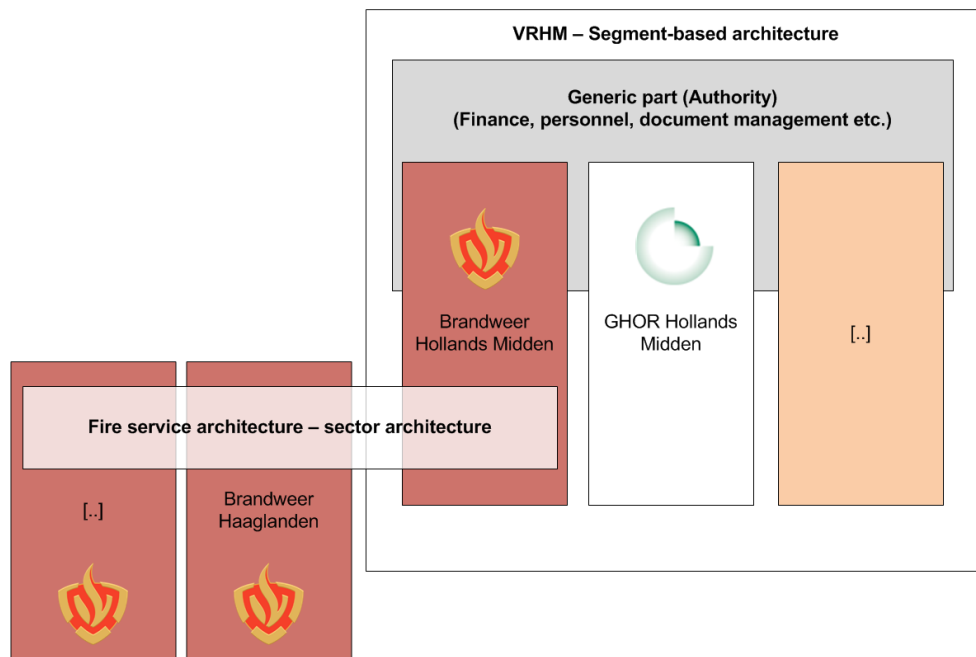 VRHM – Segment-based architecture
Generic part (Authority)
(Finance, personnel, document management etc.)
Brandweer
Hollands Midden
GHOR Hollands
Midden
[..]
Fire service architecture – sector architecture
[..]
Brandweer
Haaglanden